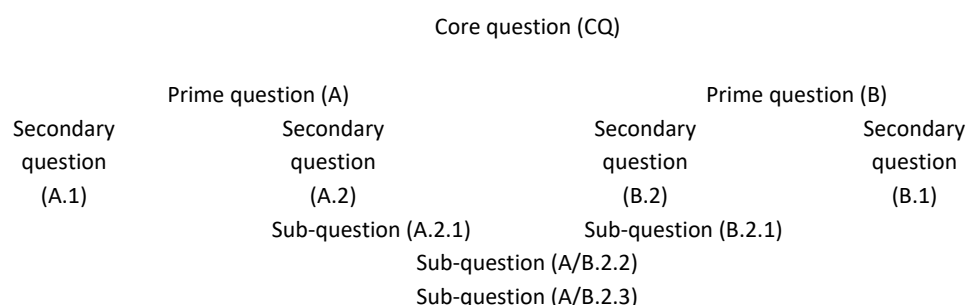 Core question (CQ)
Prime question (A) Prime question (B)
Secondary question (A.1)
Secondary question (A.2)
Secondary question (B.2)
Secondary question (B.1)
Sub-question (A.2.1) Sub-question (B.2.1)
Sub-question (A/B.2.2)
Sub-question (A/B.2.3)